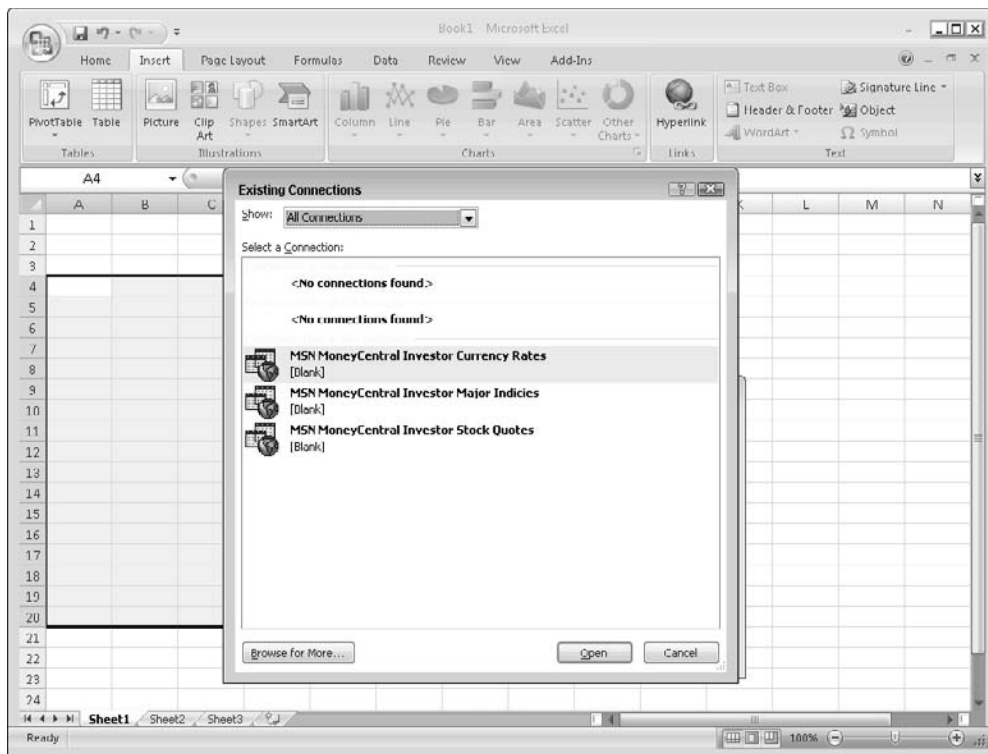 Book1 Microsoft Excel
Home Insert Page Layout Formulas Data Review View Add-Ins
PivotTable Table Picture Clip Art Shapes SmartArt Column Line Pie Bar Area Scatter Other Charts Hyperlink
Text Box Signature Line
Header & Footer Object
WordArt Symbol
Tables Illustrations Charts Links Text
A4
Existing Connections
Show: All Connections
Select a Connection:
<No connections found.>
<No connections found>
MSN MoneyCentral Investor Currency Rates
[Blank]
MSN MoneyCentral Investor Major Indicies
[Blank]
MSN MoneyCentral Investor Stock Quotes
[Blank]
Browse for More... Open Cancel
A B C K L M N
1
2
3
4
5
6
7
8
9
10
11
12
13
14
15
16
17
18
19
20
21
22
23
24
Sheet1 Sheet2 Sheet3
Ready 100%